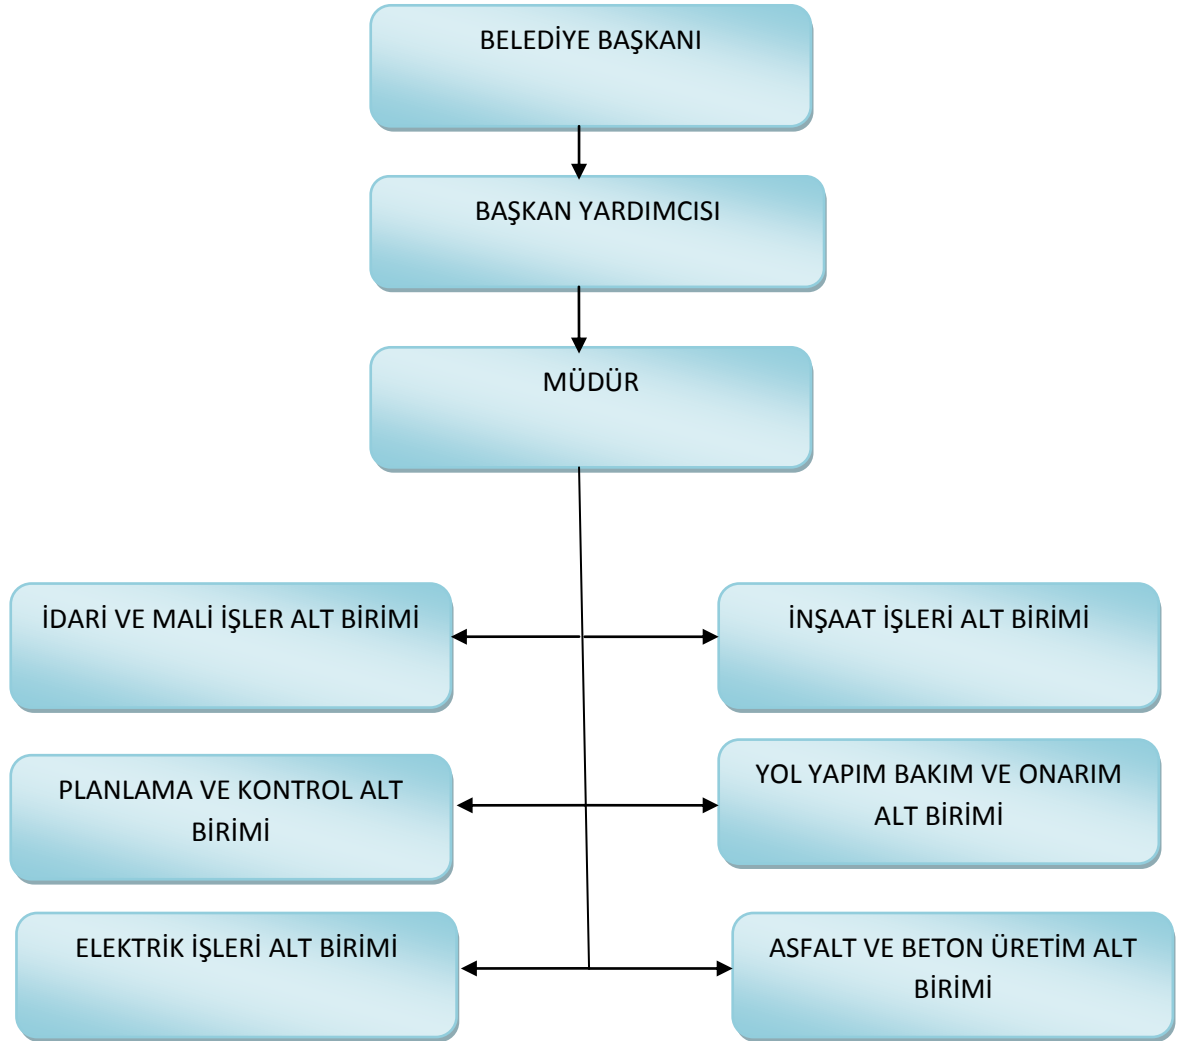 BELEDİYE BAŞKANI
BAŞKAN YARDIMCISI
MÜDÜR
İDARİ VE MALİ İŞLER ALT BİRİMİ
İNŞAAT İŞLERİ ALT BİRİMİ
PLANLAMA VE KONTROL ALT
BİRİMİ
YOL YAPIM BAKIM VE ONARIM
ALT BİRİMİ
ELEKTRİK İŞLERİ ALT BİRİMİ
ASFALT VE BETON ÜRETİM ALT
BİRİMİ